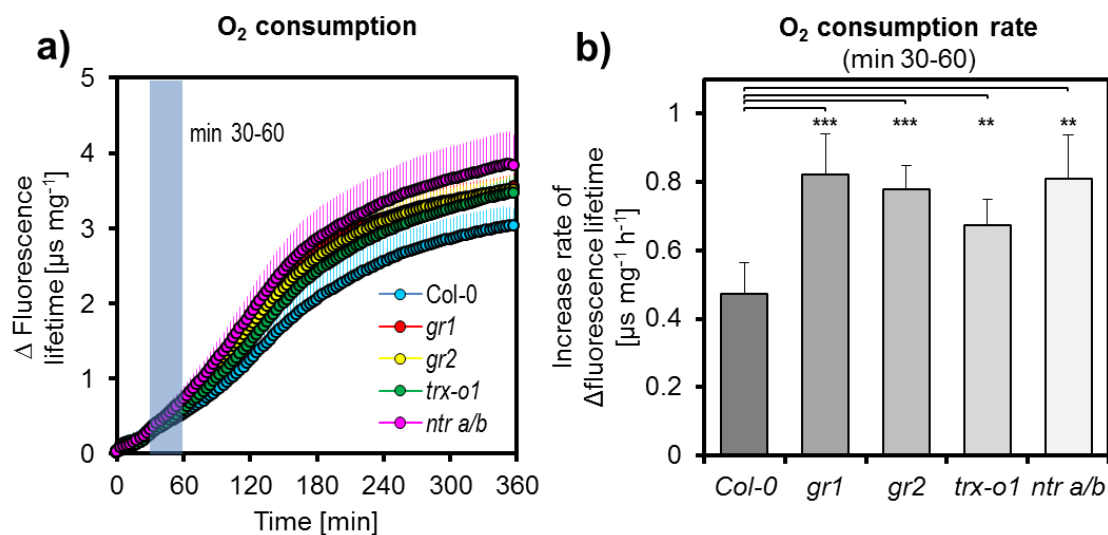 a)
O₂ consumption
Δ Fluorescence
lifetime [µs mg⁻¹]
5
4
3
2
1
0
min 30-60
Col-0
gr1
gr2
trx-o1
ntr a/b
0 60 120 180 240 300 360
Time [min]
b)
O₂ consumption rate
(min 30-60)
Increase rate of
Δfluorescence lifetime
[µs mg⁻¹ h⁻¹]
1
0.8
0.6
0.4
0.2
0
*** *** ** **
Col-0 gr1 gr2 trx-o1 ntr a/b